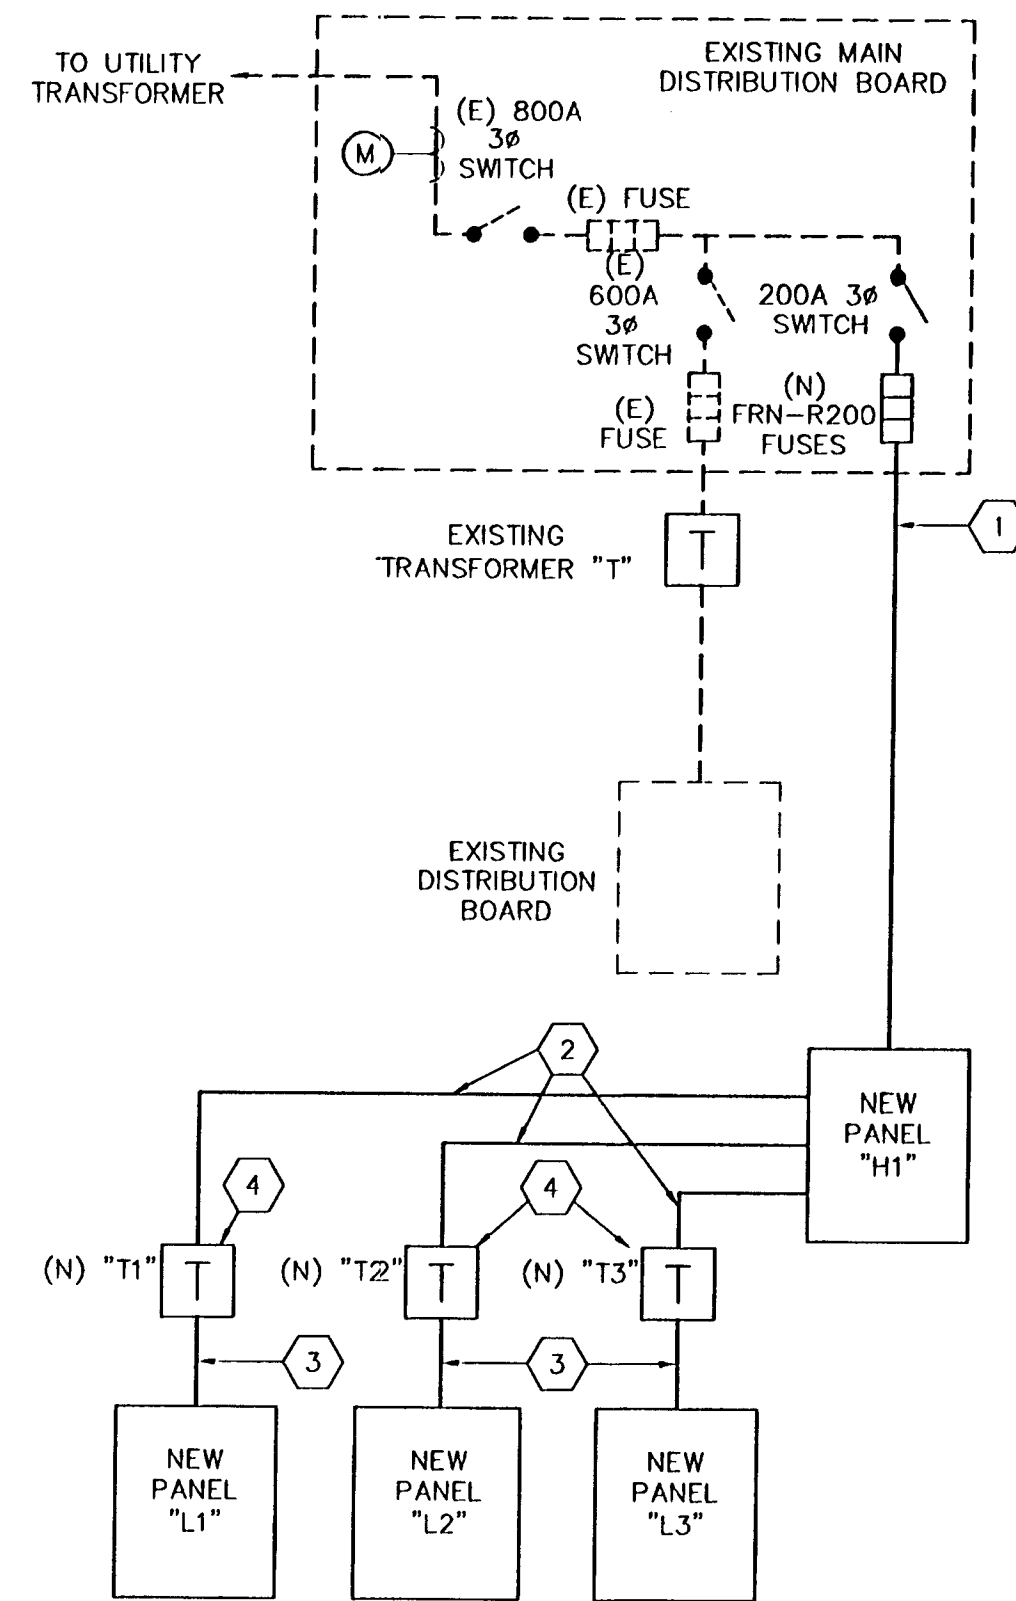 TO UTILITY
TRANSFORMER
EXISTING MAIN
DISTRIBUTION BOARD
(E) 800A
3ø
SWITCH
M
(E) FUSE
(E)
600A
3ø
SWITCH
200A 3ø
SWITCH
(E)
FUSE
(N)
FRN-R200
FUSES
1
EXISTING
TRANSFORMER "T"
T
EXISTING
DISTRIBUTION
BOARD
2
NEW
PANEL
"H1"
4
4
(N) "T1"
T
(N) "T2"
T
(N) "T3"
T
3
3
NEW
PANEL
"L1"
NEW
PANEL
"L2"
NEW
PANEL
"L3"